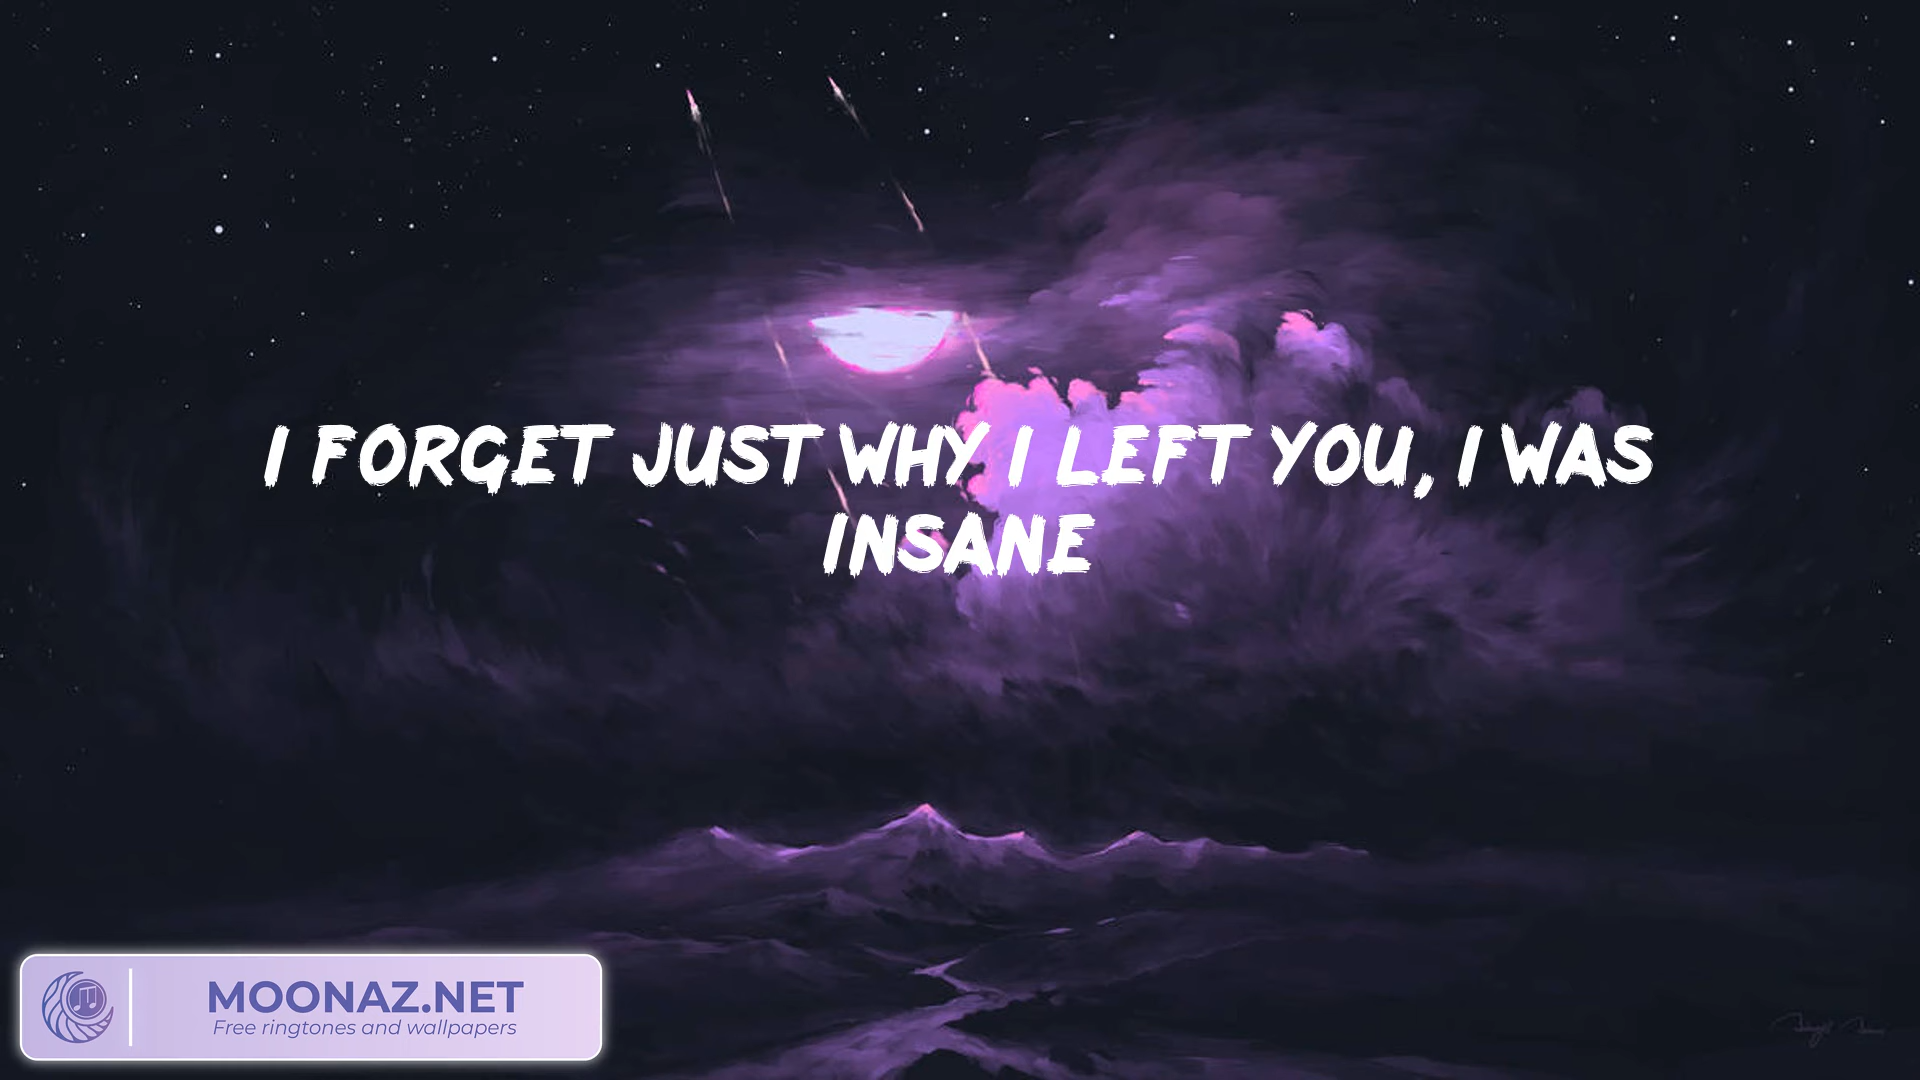 I FORGET JUST WHY I LEFT YOU, I WAS
INSANE
MOONAZ.NET
Free ringtones and wallpapers